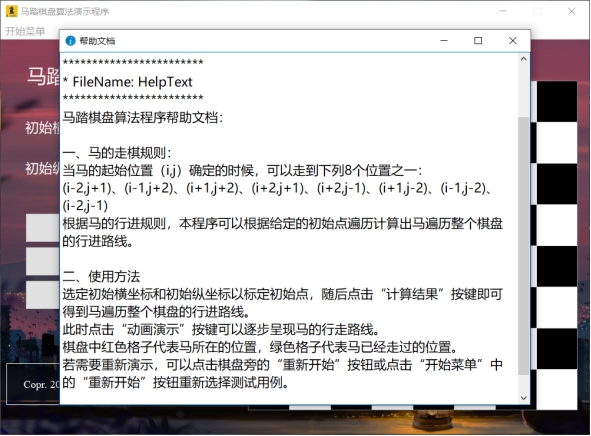 马踏棋盘算法演示程序
开始菜单
帮助文档
************************
* FileName: HelpText
************************
马踏棋盘算法程序帮助文档：
一、马的走棋规则：
当马的起始位置（i,j）确定的时候，可以走到下列8个位置之一：
(i-2,j+1)、(i-1,j+2)、(i+1,j+2)、(i+2,j+1)、(i+2,j-1)、(i+1,j-2)、(i-1,j-2)、
(i-2,j-1)
根据马的行进规则，本程序可以根据给定的初始点遍历计算出马遍历整个棋盘
的行进路线。
二、使用方法
选定初始横坐标和初始纵坐标以标定初始点，随后点击“计算结果”按键即可
得到马遍历整个棋盘的行进路线。
此时点击“动画演示”按键可以逐步呈现马的行走路线。
棋盘中红色格子代表马所在的位置，绿色格子代表马已经走过的位置。
若需要重新演示，可以点击棋盘旁的“重新开始”按钮或点击“开始菜单”中
的“重新开始”按钮重新选择测试用例。
马踏
初始横
初始纵
Copr. 20